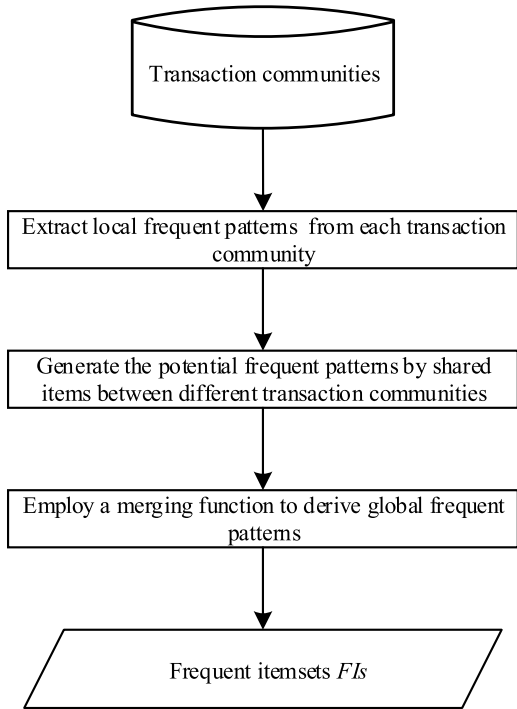 Transaction communities
Extract local frequent patterns from each transaction
community
Generate the potential frequent patterns by shared
items between different transaction communities
Employ a merging function to derive global frequent
patterns
Frequent itemsets FIs